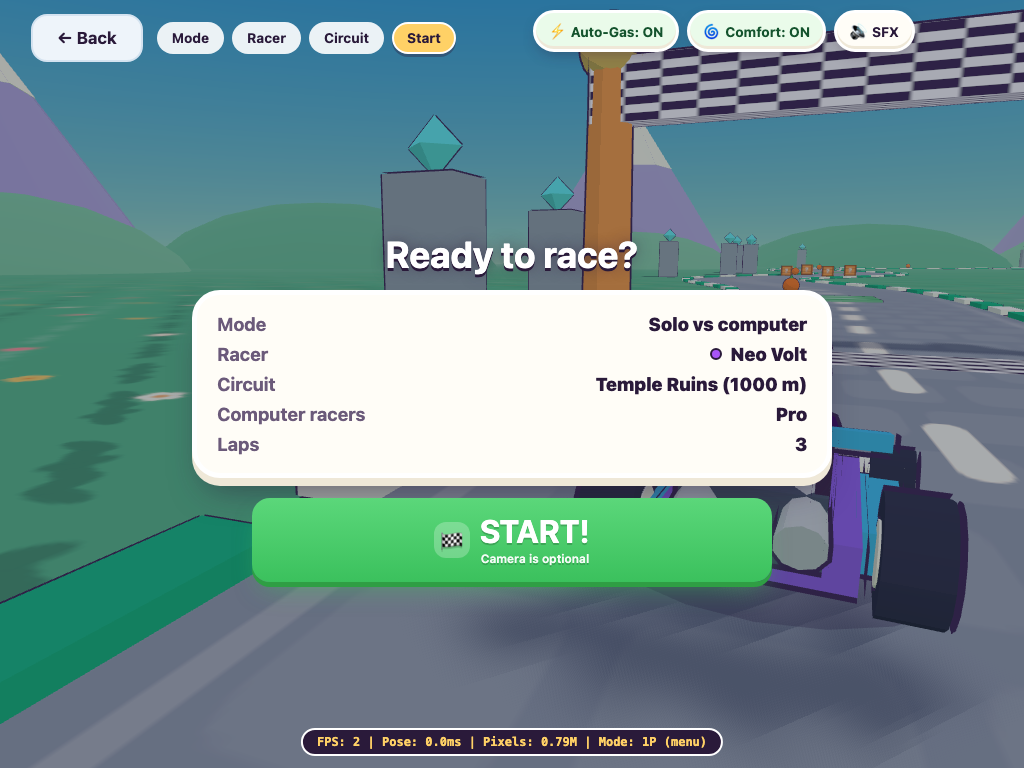 ← Back
Mode
Racer
Circuit
Start
⚡ Auto-Gas: ON
🌀 Comfort: ON
🔈 SFX
Ready to race?
Mode Solo vs computer
Racer Neo Volt
Circuit Temple Ruins (1000 m)
Computer racers Pro
Laps 3
START!
Camera is optional
FPS: 2 | Pose: 0.0ms | Pixels: 0.79M | Mode: 1P (menu)